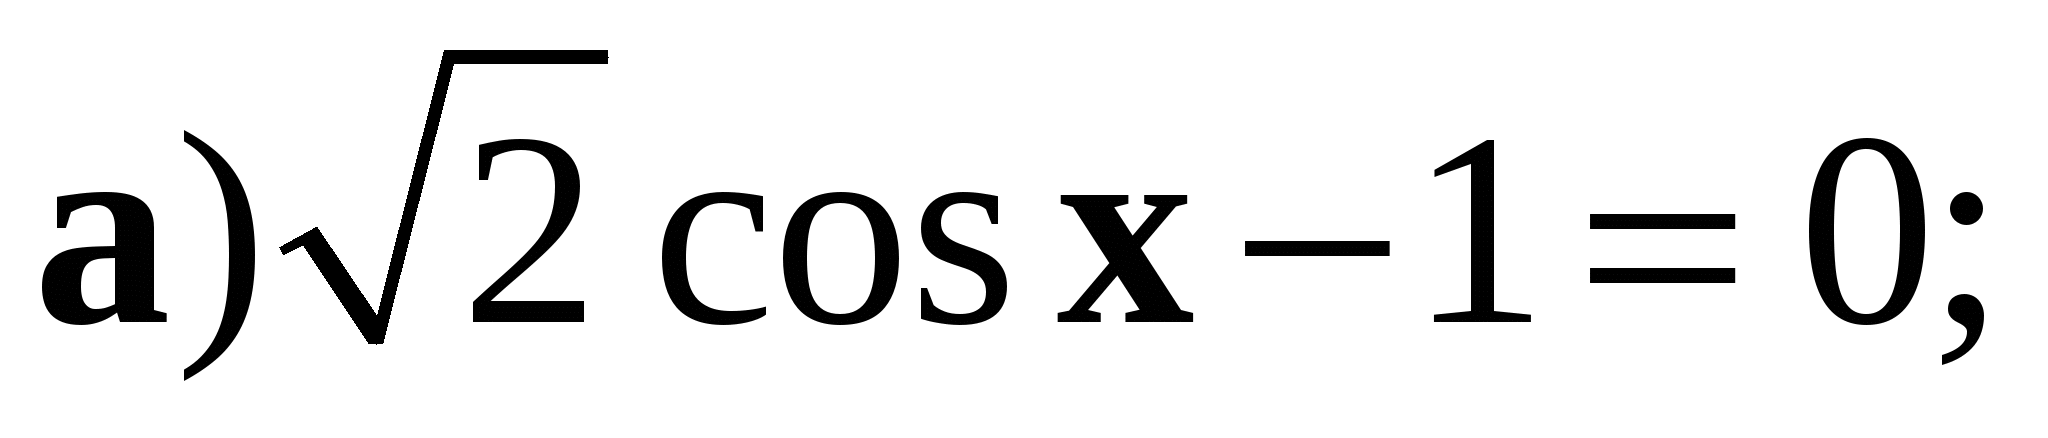 а) √2 cos x − 1 = 0;